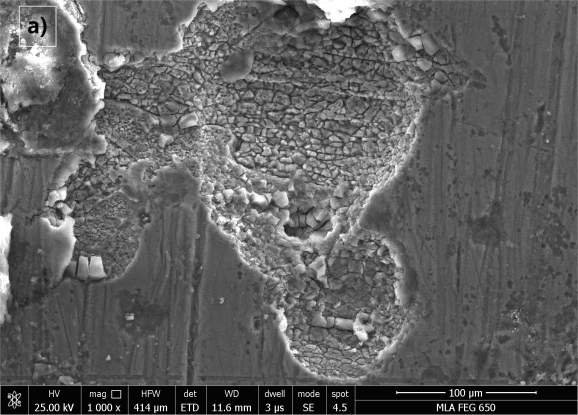 a)
HV mag □ HFW det WD dwell mode spot 100 µm
25.00 kV 1 000 x 414 µm ETD 11.6 mm 3 µs SE 4.5 MLA FEG 650